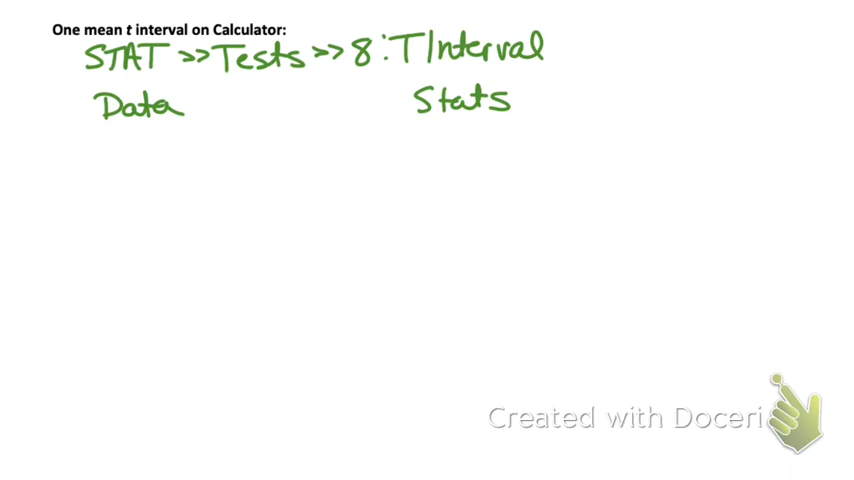 One mean t interval on Calculator:
STAT >> Tests >> 8:TInterval
Data Stats
Created with Doceri